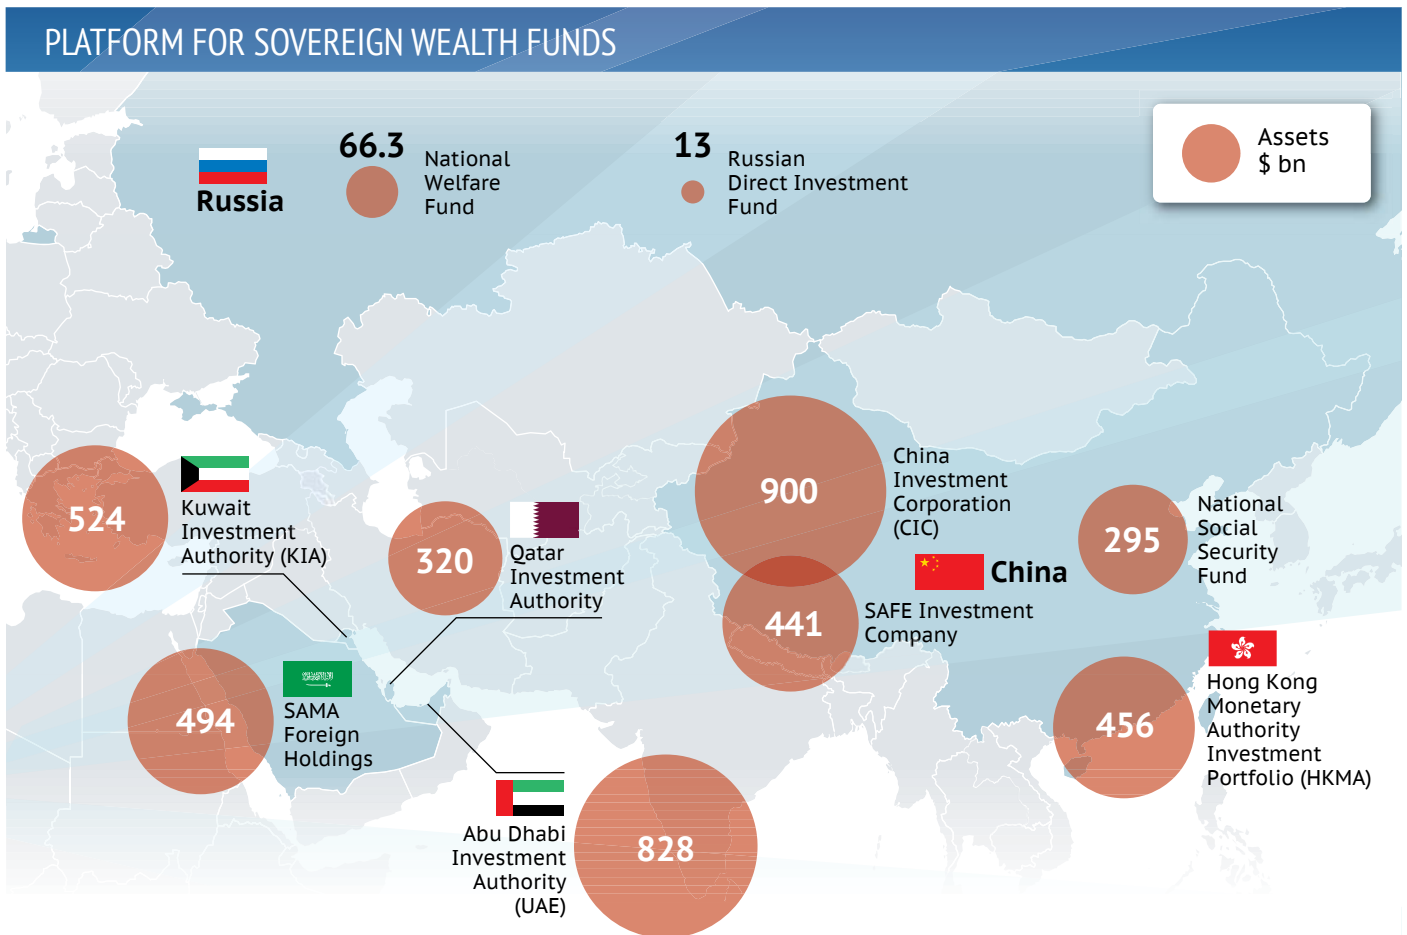 PLATFORM FOR SOVEREIGN WEALTH FUNDS
Assets
$ bn
Russia
66.3
National
Welfare
Fund
13
Russian
Direct Investment
Fund
524
Kuwait
Investment
Authority (KIA)
320
Qatar
Investment
Authority
494
SAMA
Foreign
Holdings
828
Abu Dhabi
Investment
Authority
(UAE)
900
China
Investment
Corporation
(CIC)
China
441
SAFE Investment
Company
295
National
Social
Security
Fund
456
Hong Kong
Monetary
Authority
Investment
Portfolio (HKMA)